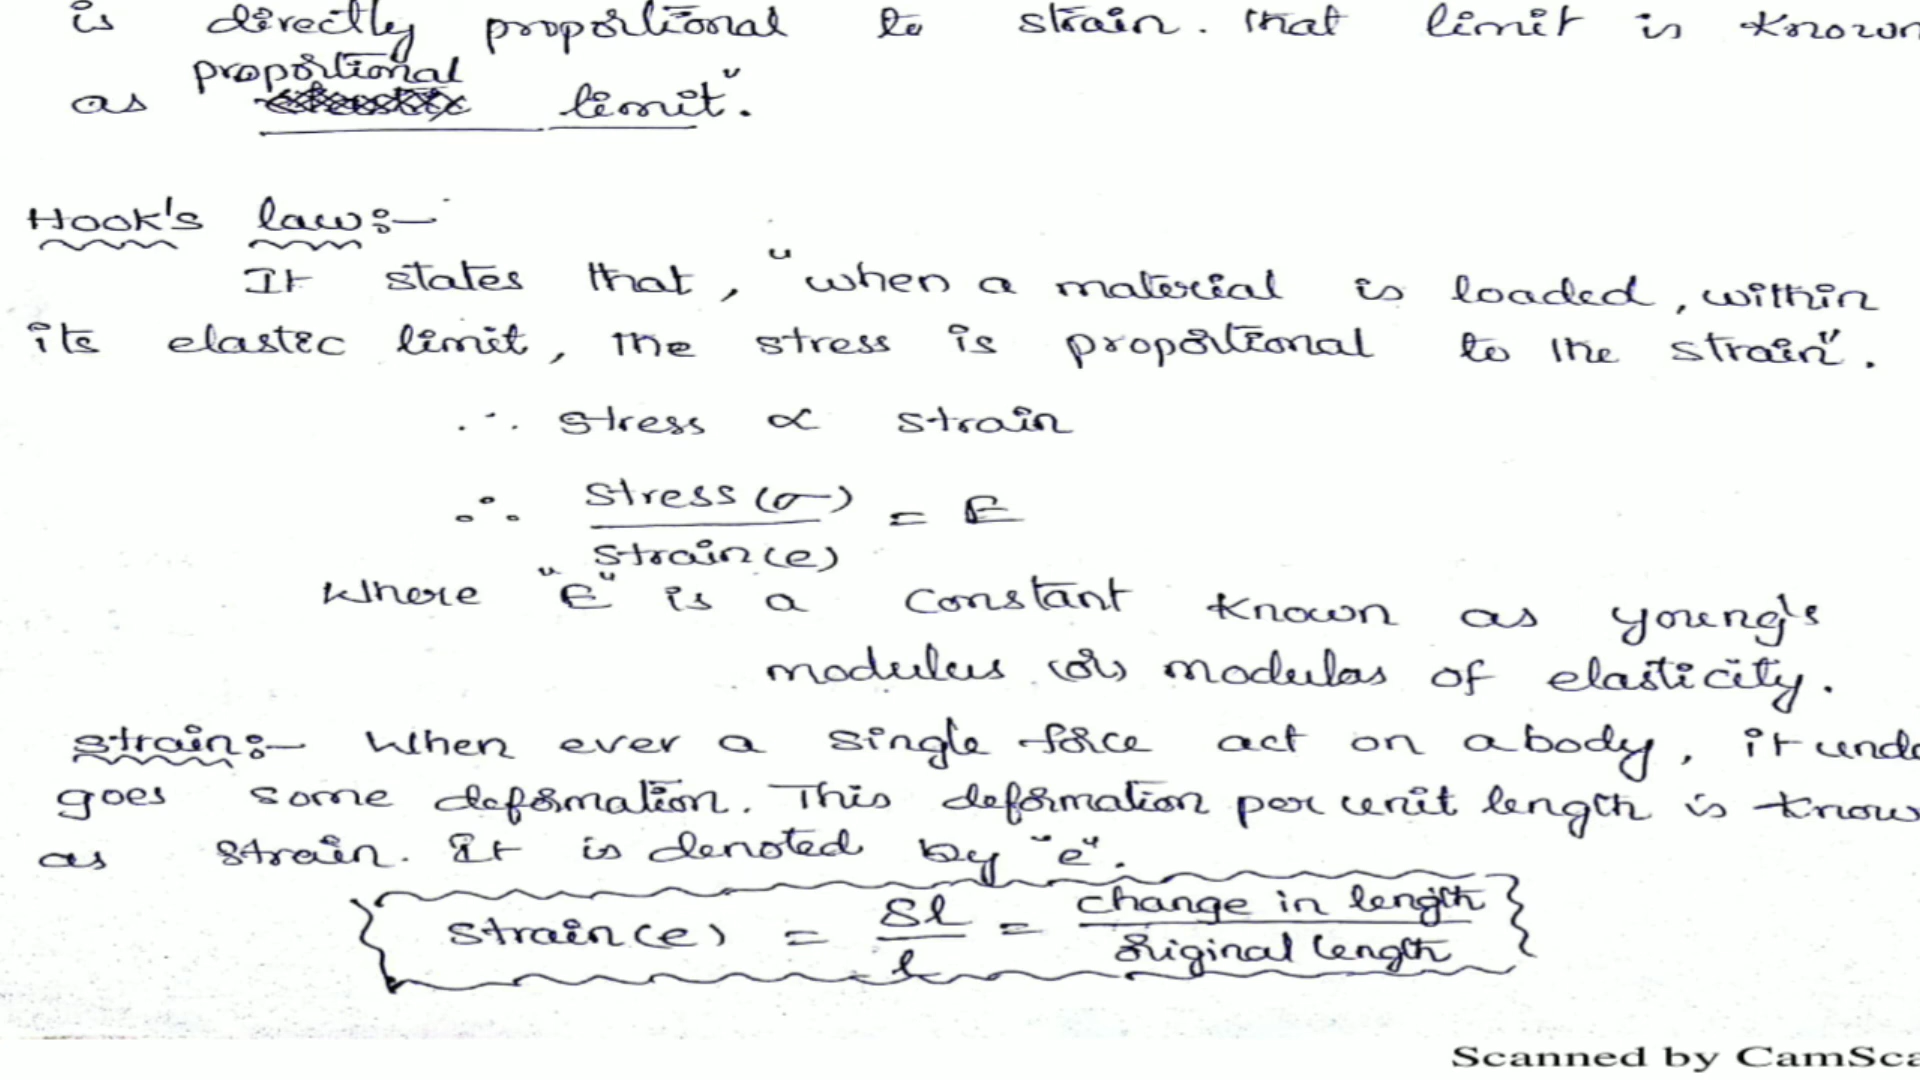 is directly proportional to strain. that limit is known
proportional
as limit."
Hook's law:-
It states that, "when a material is loaded, within
its elastic limit, the stress is proportional to the strain".
∴ stress ∝ strain
∴ stress (σ) / strain (e) = E
Where "E" is a constant known as young's
modulus (or) modulas of elasticity.
strain:- When ever a single force act on a body, it unde
goes some deformation. This deformation per unit length is know
as strain. It is denoted by "e".
strain (e) = δl / l = change in length / original length
Scanned by CamSca